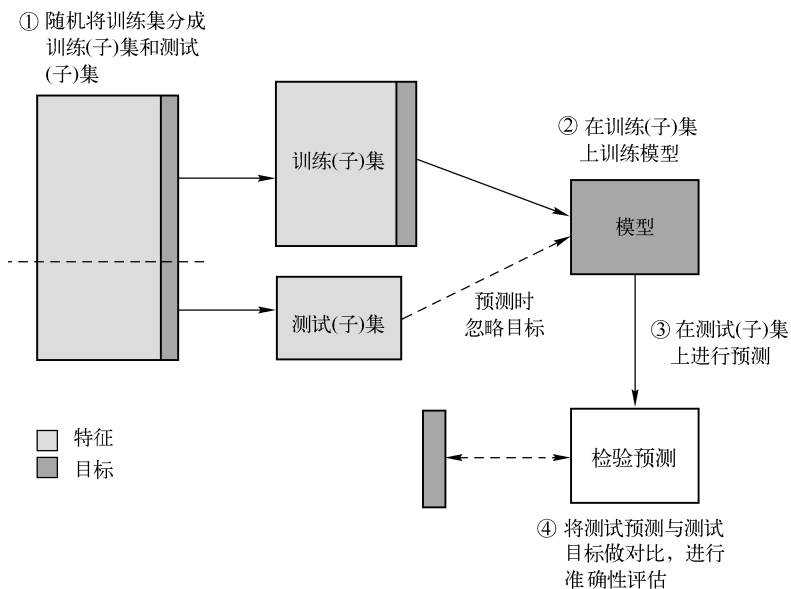 ① 随机将训练集分成
训练(子)集和测试
(子)集
训练(子)集
② 在训练(子)集
上训练模型
模型
测试(子)集
预测时
忽略目标
③ 在测试(子)集
上进行预测
特征
目标
检验预测
④ 将测试预测与测试
目标做对比，进行
准确性评估